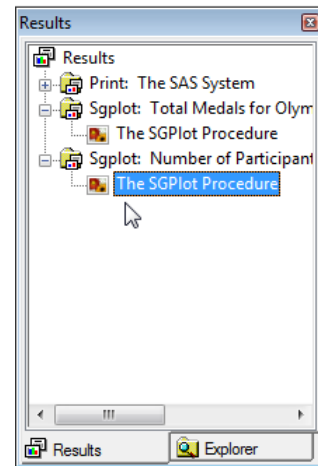 Results
Results
Print: The SAS System
Sgplot: Total Medals for Olym
The SGPlot Procedure
Sgplot: Number of Participant
The SGPlot Procedure
Results Explorer